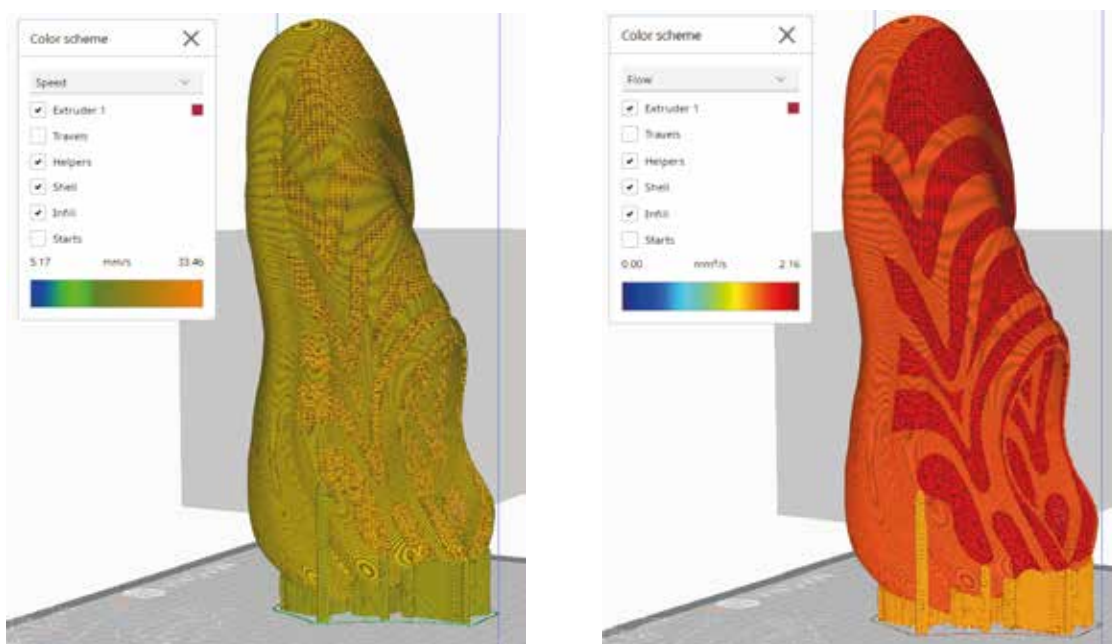 Color scheme
Speed
Extruder 1
Travels
Helpers
Shell
Infill
Starts
5.17 mm/s 33.46
Color scheme
Flow
Extruder 1
Travels
Helpers
Shell
Infill
Starts
0.00 mm³/s 2.16